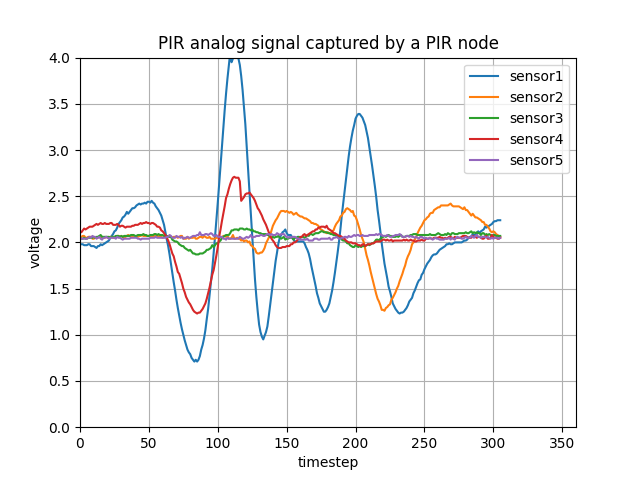 PIR analog signal captured by a PIR node
4.0
3.5
3.0
2.5
2.0
1.5
1.0
0.5
0.0
voltage
sensor1
sensor2
sensor3
sensor4
sensor5
0 50 100 150 200 250 300 350
timestep